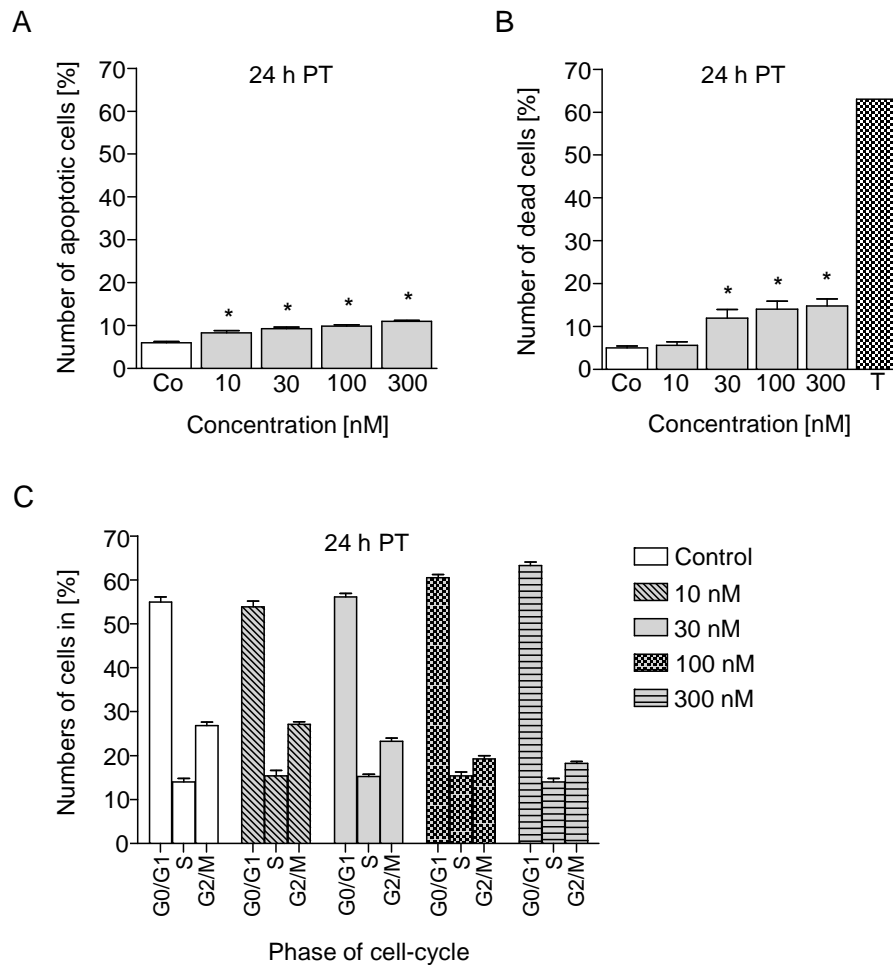 A
24 h PT
Number of apoptotic cells [%]
70
60
50
40
30
20
10
0
* * * *
Co 10 30 100 300
Concentration [nM]
B
24 h PT
Number of dead cells [%]
70
60
50
40
30
20
10
0
* * *
Co 10 30 100 300 T
Concentration [nM]
C
24 h PT
Numbers of cells in [%]
70
60
50
40
30
20
10
0
G0/G1 S G2/M G0/G1 S G2/M G0/G1 S G2/M G0/G1 S G2/M G0/G1 S G2/M
Phase of cell-cycle
Control
10 nM
30 nM
100 nM
300 nM